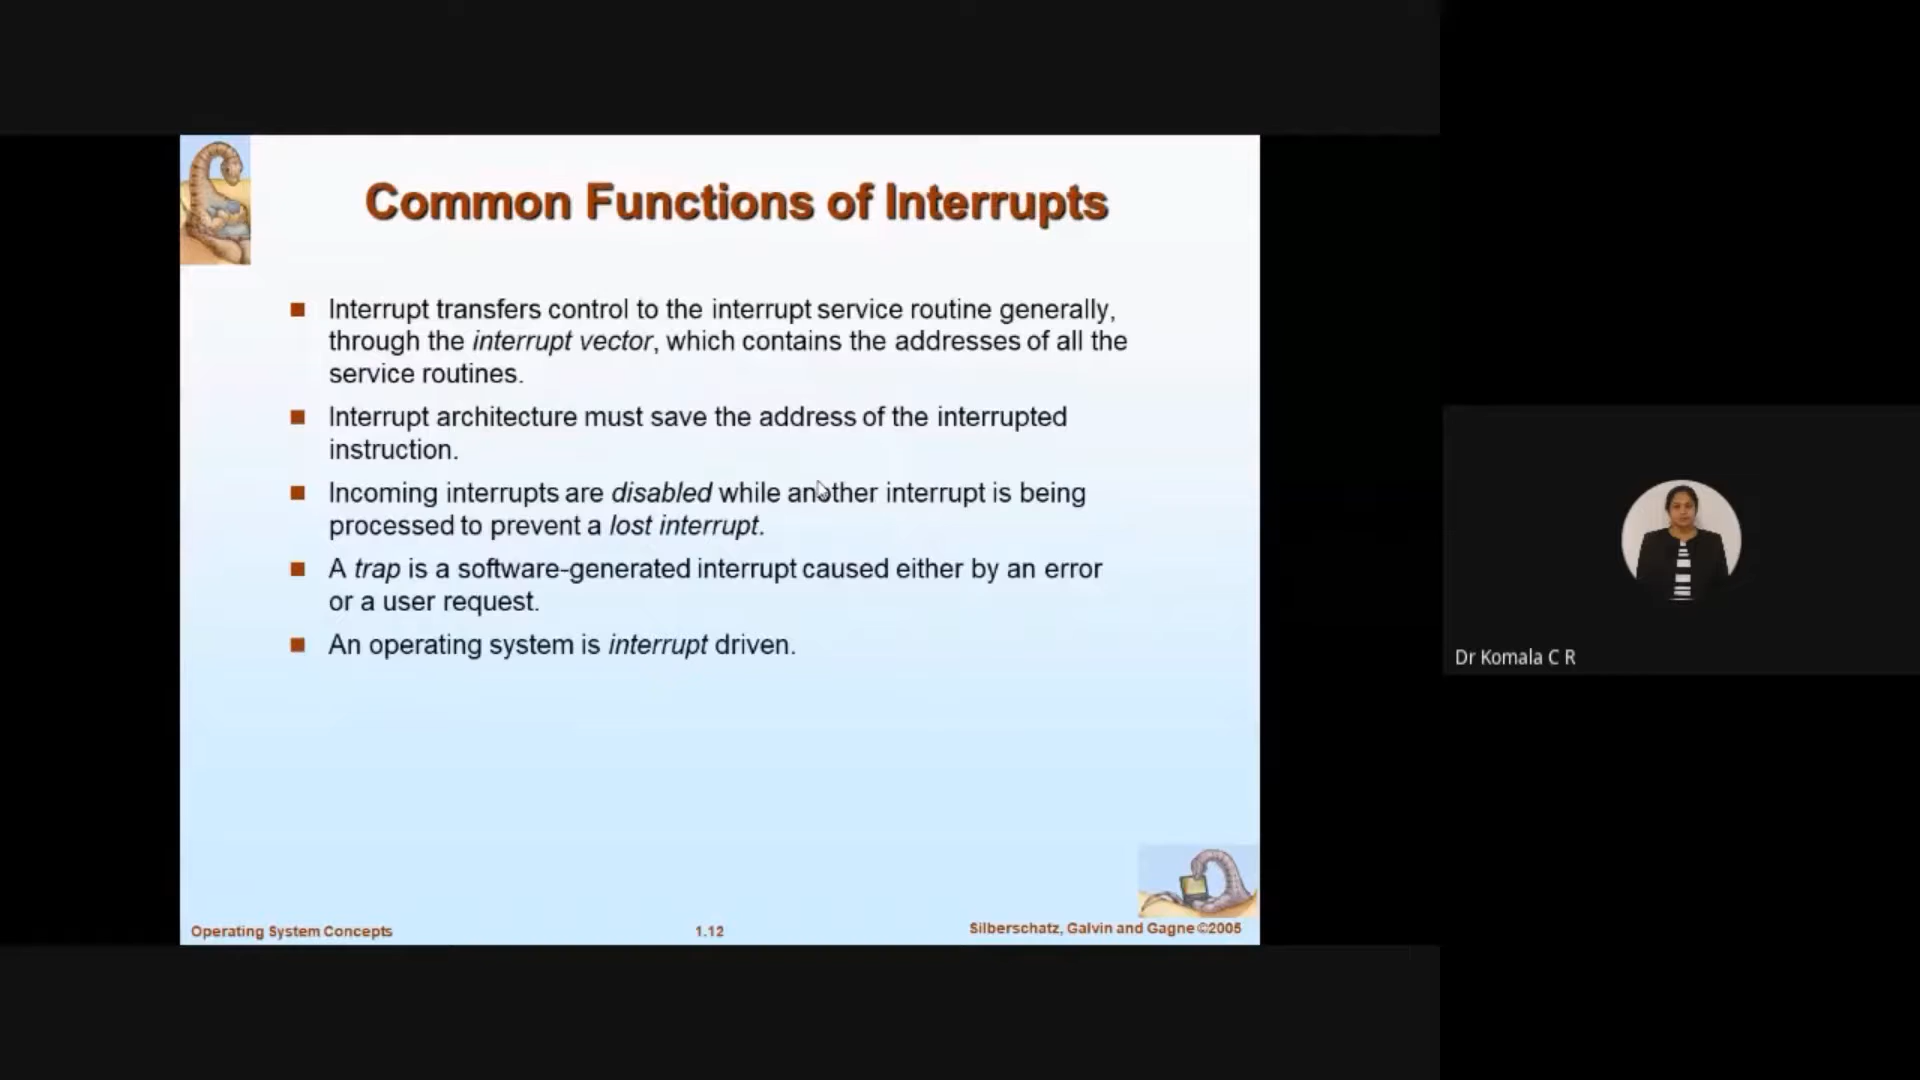 Common Functions of Interrupts
Interrupt transfers control to the interrupt service routine generally,
through the interrupt vector, which contains the addresses of all the
service routines.
Interrupt architecture must save the address of the interrupted
instruction.
Incoming interrupts are disabled while another interrupt is being
processed to prevent a lost interrupt.
A trap is a software-generated interrupt caused either by an error
or a user request.
An operating system is interrupt driven.
Operating System Concepts
1.12
Silberschatz, Galvin and Gagne ©2005
Dr Komala C R